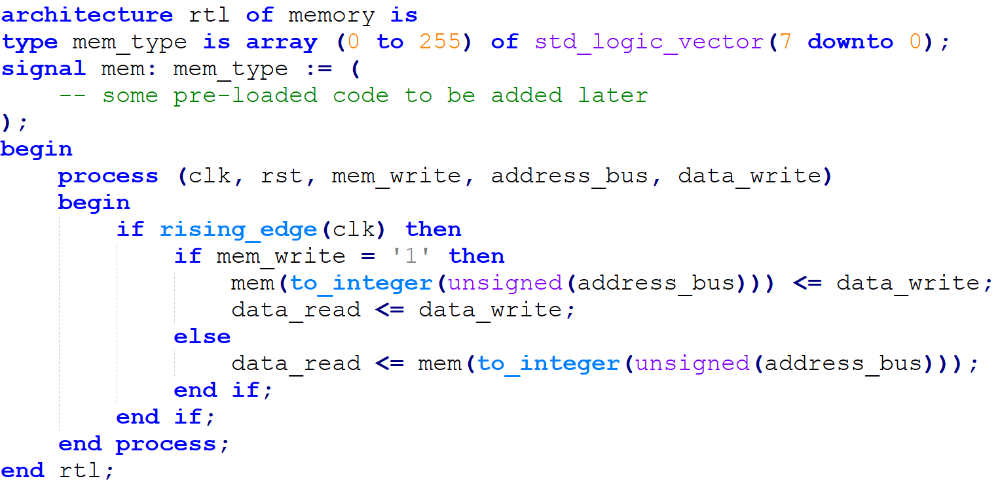 architecture rtl of memory is
type mem_type is array (0 to 255) of std_logic_vector(7 downto 0);
signal mem: mem_type := (
    -- some pre-loaded code to be added later
);
begin
    process (clk, rst, mem_write, address_bus, data_write)
    begin
        if rising_edge(clk) then
            if mem_write = '1' then
                mem(to_integer(unsigned(address_bus))) <= data_write;
                data_read <= data_write;
            else
                data_read <= mem(to_integer(unsigned(address_bus)));
            end if;
        end if;
    end process;
end rtl;